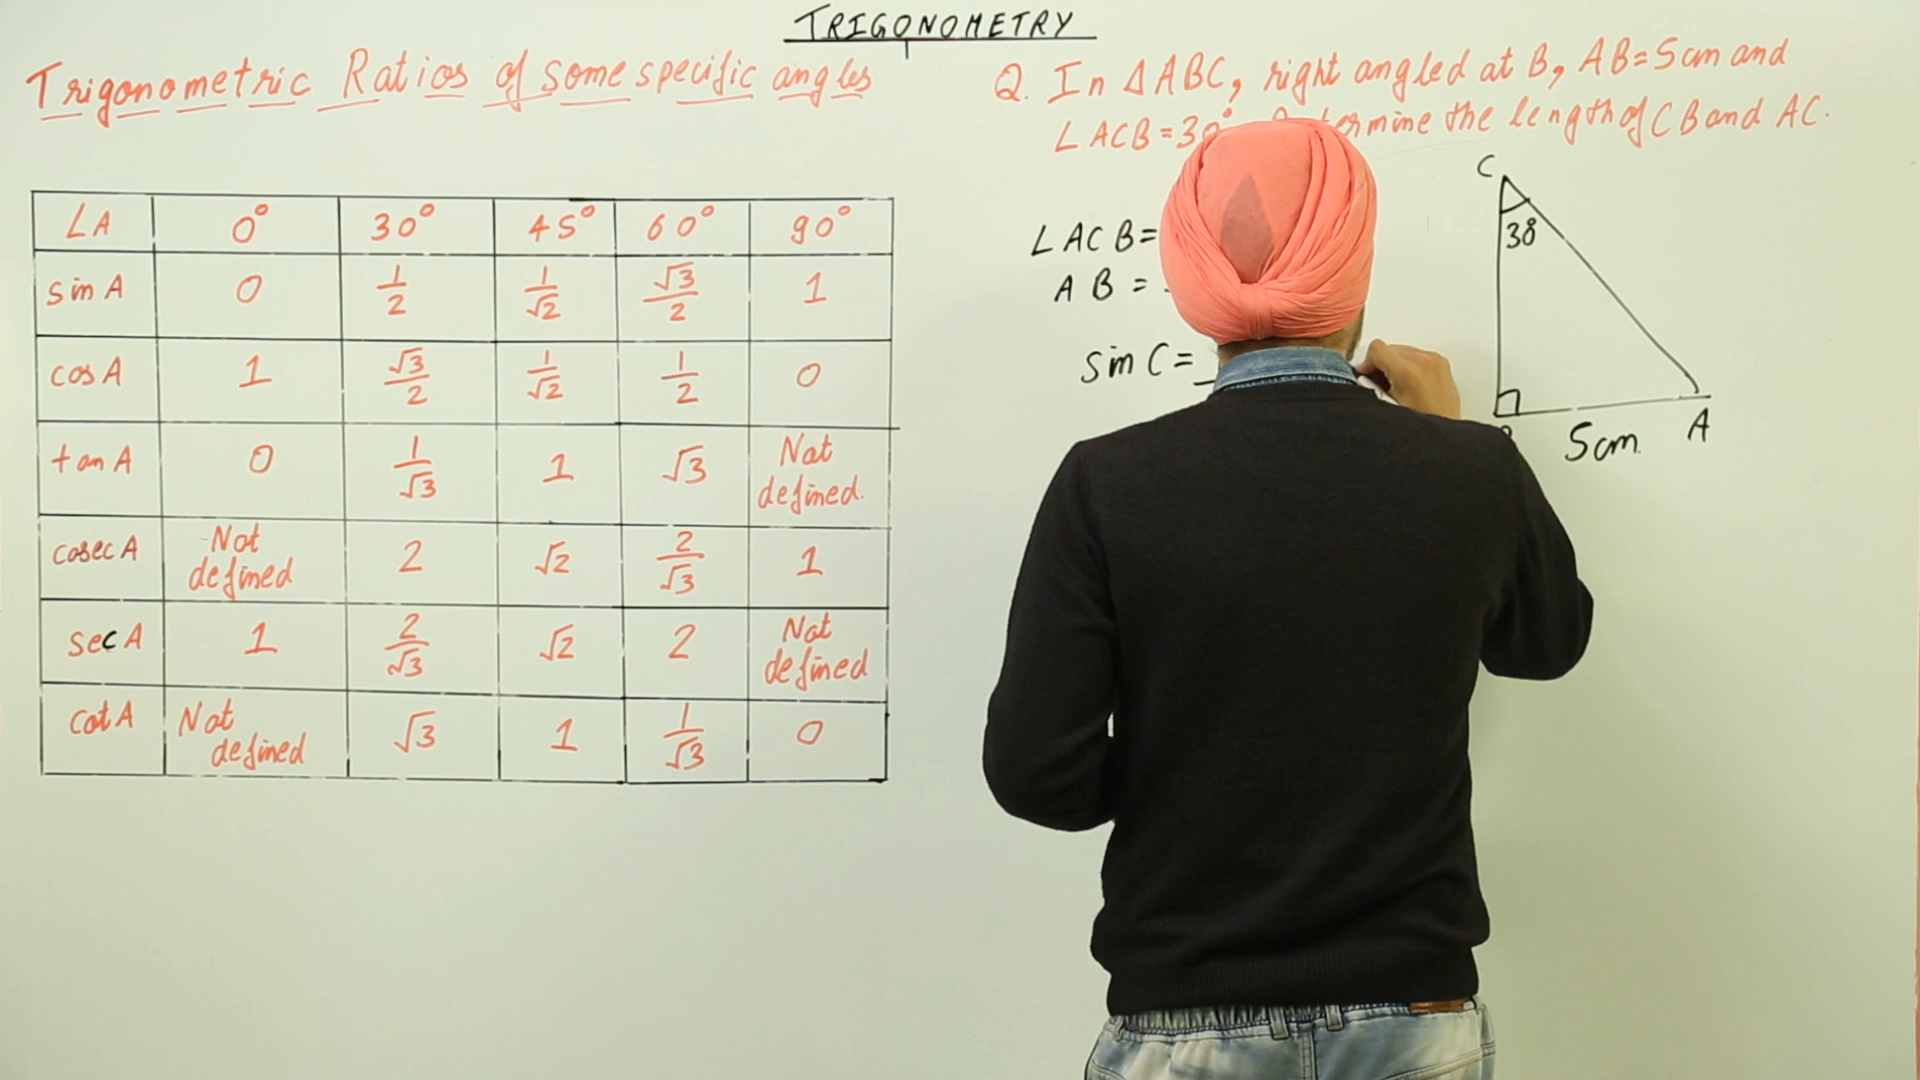 TRIGONOMETRY
Trigonometric Ratios of some specific angles
∠A 0° 30° 45° 60° 90°
sin A 0 1/2 1/√2 √3/2 1
cos A 1 √3/2 1/√2 1/2 0
tan A 0 1/√3 1 √3 Not defined.
cosec A Not defined 2 √2 2/√3 1
sec A 1 2/√3 √2 2 Not defined
cot A Not defined √3 1 1/√3 0
Q. In ΔABC, right angled at B, AB=5cm and
∠ACB=30° the length of CB and AC.
∠ACB=
AB=
sin C=
C
30°
5cm.
A